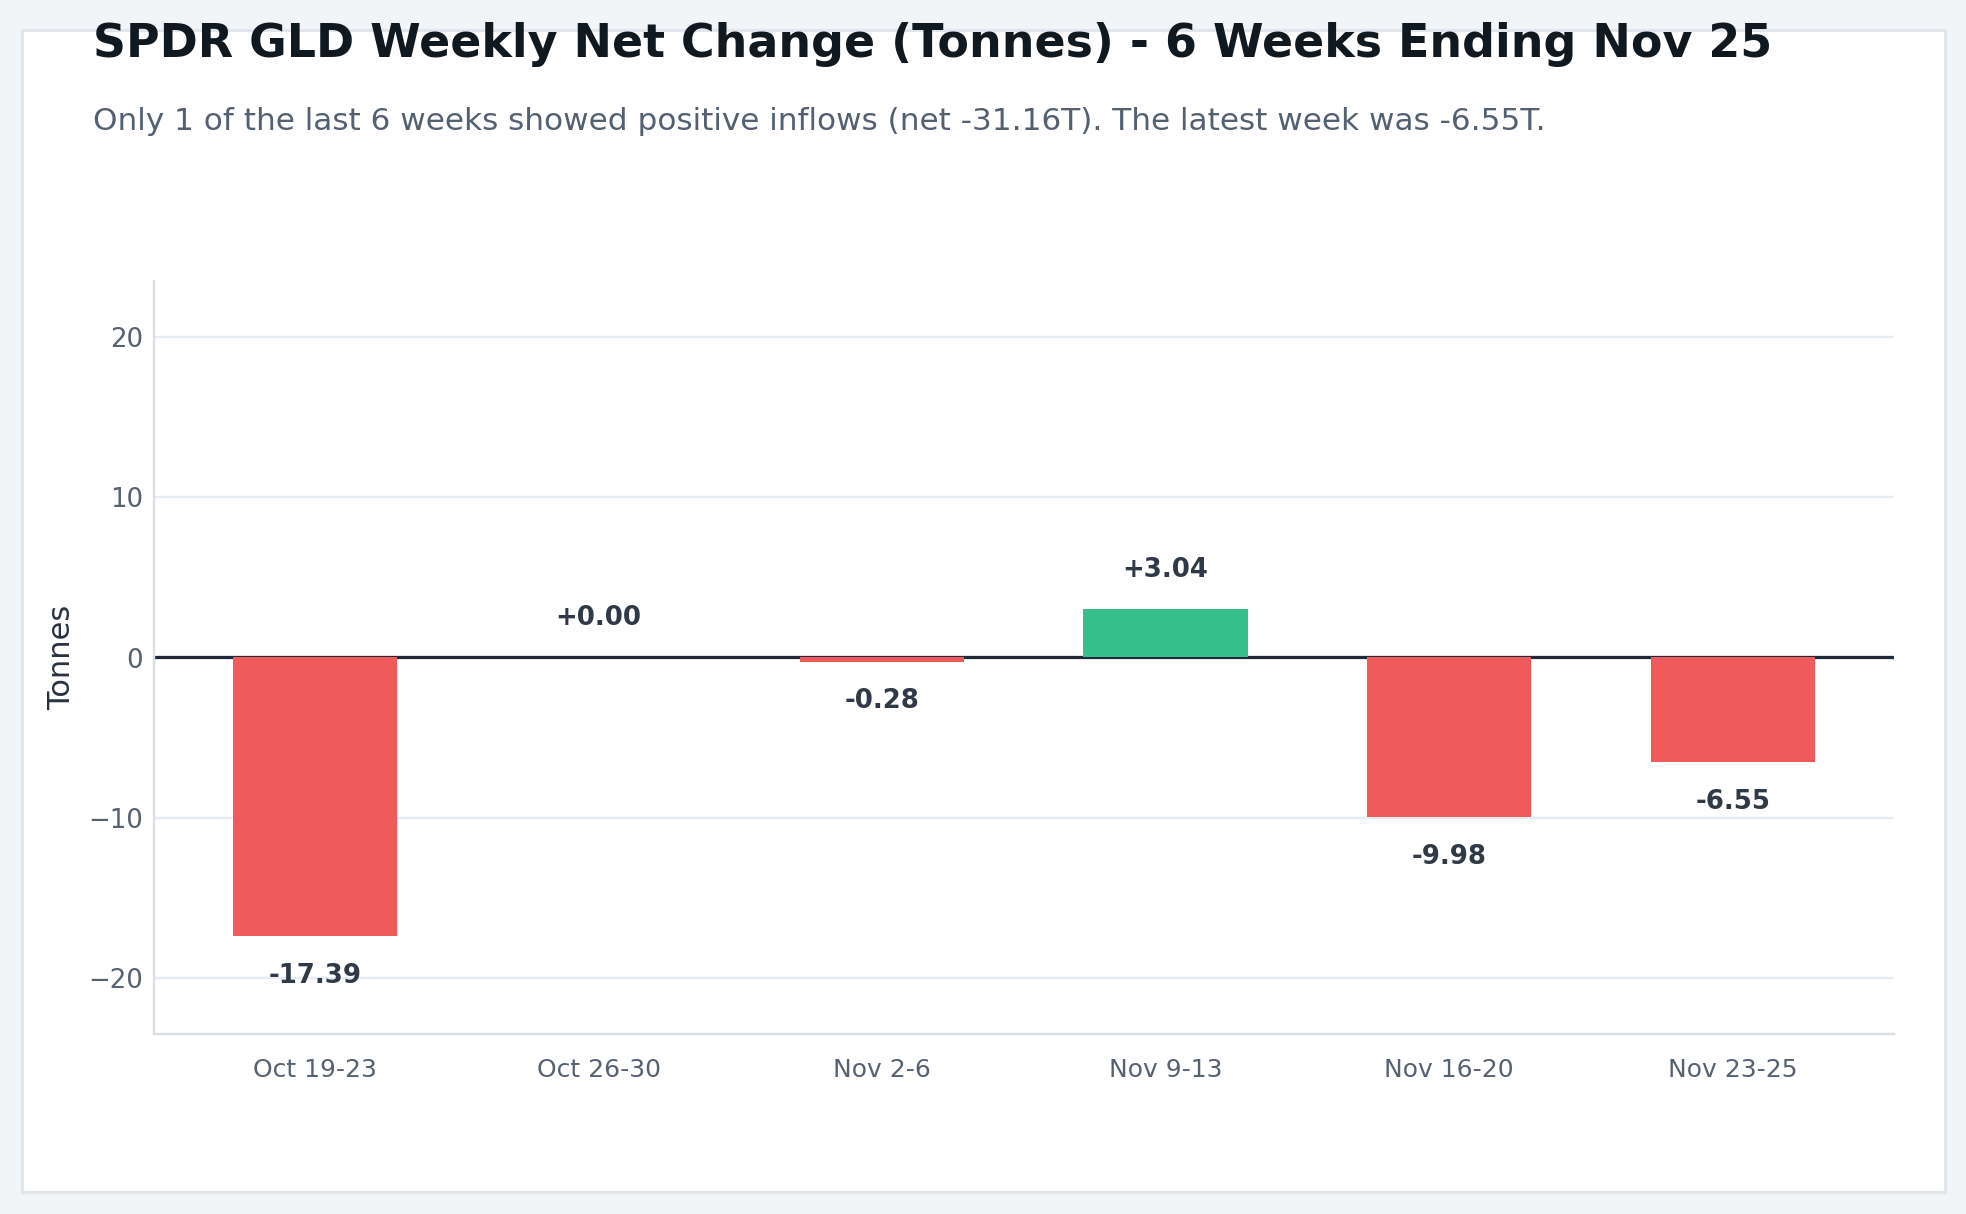 SPDR GLD Weekly Net Change (Tonnes) - 6 Weeks Ending Nov 25
Only 1 of the last 6 weeks showed positive inflows (net -31.16T). The latest week was -6.55T.
Tonnes
20
10
0
−10
−20
-17.39
+0.00
-0.28
+3.04
-9.98
-6.55
Oct 19-23
Oct 26-30
Nov 2-6
Nov 9-13
Nov 16-20
Nov 23-25